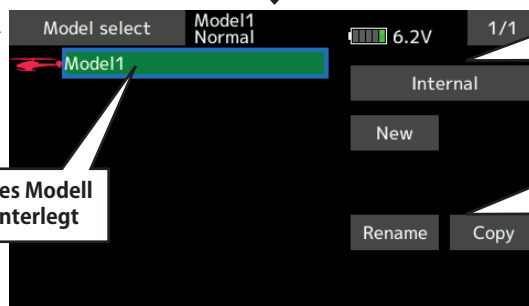 Model select
Model1
Normal
6.2V
1/1
Model1
Internal
New
es Modell
nterlegt
Rename
Copy